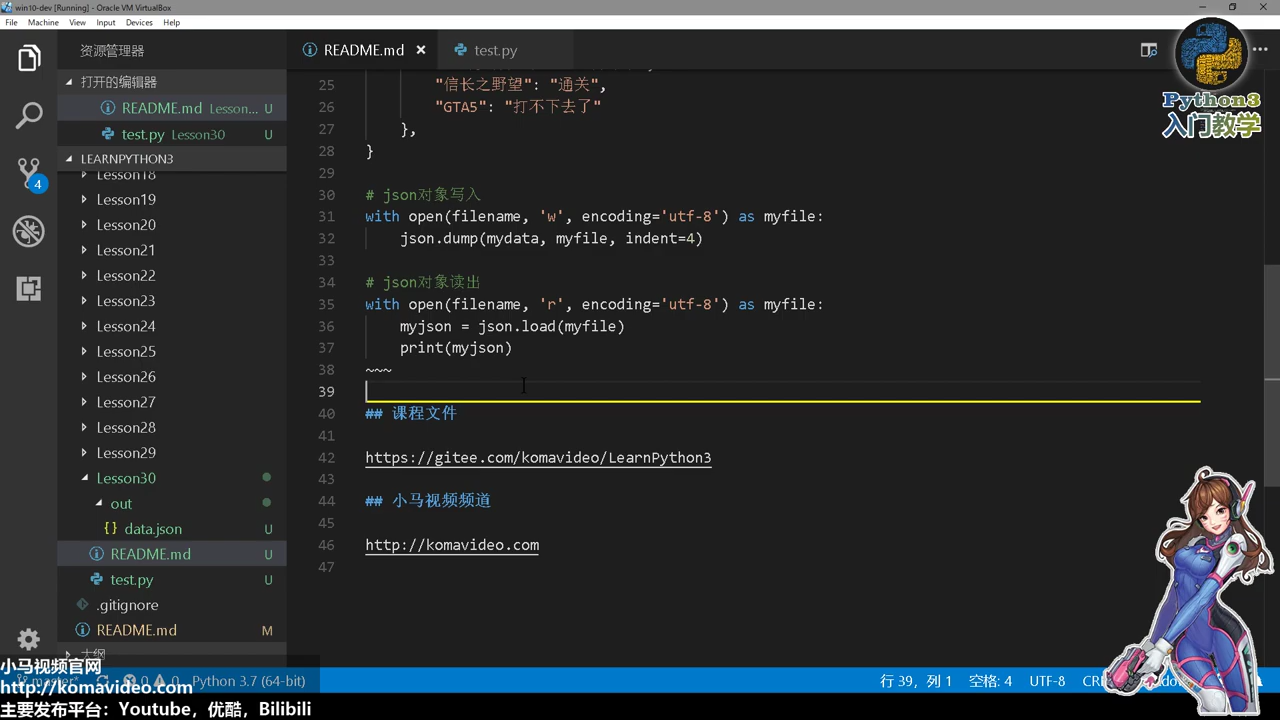 win10-dev [Running] - Oracle VM VirtualBox
File Machine View Input Devices Help
资源管理器
README.md
test.py
Python3
入门教学
打开的编辑器
README.md Lesson... U
test.py Lesson30 U
LEARNPYTHON3
Lesson18
Lesson19
Lesson20
Lesson21
Lesson22
Lesson23
Lesson24
Lesson25
Lesson26
Lesson27
Lesson28
Lesson29
Lesson30
out
data.json U
README.md U
test.py U
.gitignore
README.md M
大纲
4
25 "信长之野望": "通关",
26 "GTA5": "打不下去了"
27 },
28 }
29
30 # json对象写入
31 with open(filename, 'w', encoding='utf-8') as myfile:
32 json.dump(mydata, myfile, indent=4)
33
34 # json对象读出
35 with open(filename, 'r', encoding='utf-8') as myfile:
36 myjson = json.load(myfile)
37 print(myjson)
38 ~~~
39
40 ## 课程文件
41
42 https://gitee.com/komavideo/LearnPython3
43
44 ## 小马视频频道
45
46 http://komavideo.com
47
小马视频官网
http://komavideo.com
主要发布平台：Youtube，优酷，Bilibili
master* 0 0 Python 3.7 (64-bit)
行 39，列 1 空格: 4 UTF-8